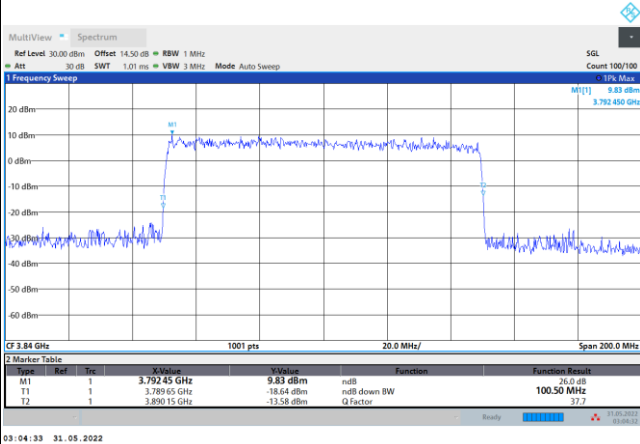 MultiView Spectrum
Ref Level 30.00 dBm Offset 14.50 dB RBW 1 MHz SGL
Att 30 dB SWT 1.01 ms VBW 3 MHz Mode Auto Sweep Count 100/100
1 Frequency Sweep 1Pk Max
M1[1] 9.83 dBm
3.792 450 GHz
20 dBm
M1
10 dBm
0 dBm
-10 dBm
T1
T2
-20 dBm
-30 dBm
-40 dBm
-50 dBm
-60 dBm
CF 3.84 GHz 1001 pts 20.0 MHz/ Span 200.0 MHz
2 Marker Table
Type Ref Trc X-Value Y-Value Function Function Result
M1 1 3.792 45 GHz 9.83 dBm ndB 26.0 dB
T1 1 3.789 65 GHz -18.64 dBm ndB down BW 100.50 MHz
T2 1 3.890 15 GHz -13.58 dBm Q Factor 37.7
Ready 31.05.2022
03:04:32
03:04:33 31.05.2022